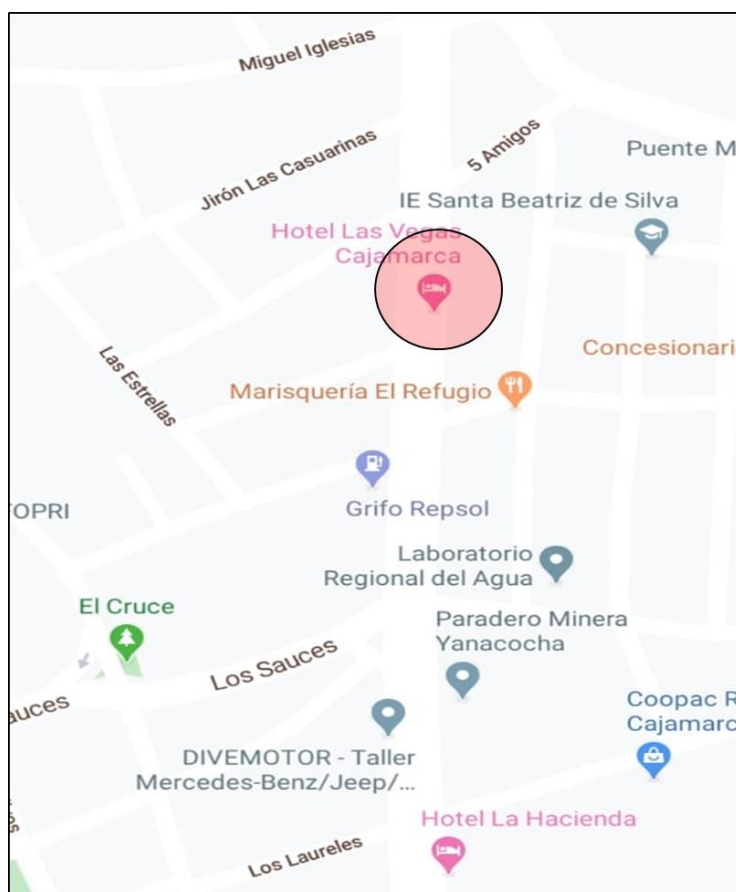 Miguel Iglesias
Jirón Las Casuarinas
5 Amigos
Puente M
IE Santa Beatriz de Silva
Hotel Las Vegas
Cajamarca
Concesionari
Las Estrellas
Marisquería El Refugio
Grifo Repsol
OPRI
Laboratorio
Regional del Agua
El Cruce
Paradero Minera
Yanacocha
Los Sauces
auces
Coopac R
Cajamarc
DIVEMOTOR - Taller
Mercedes-Benz/Jeep/...
Hotel La Hacienda
Los Laureles